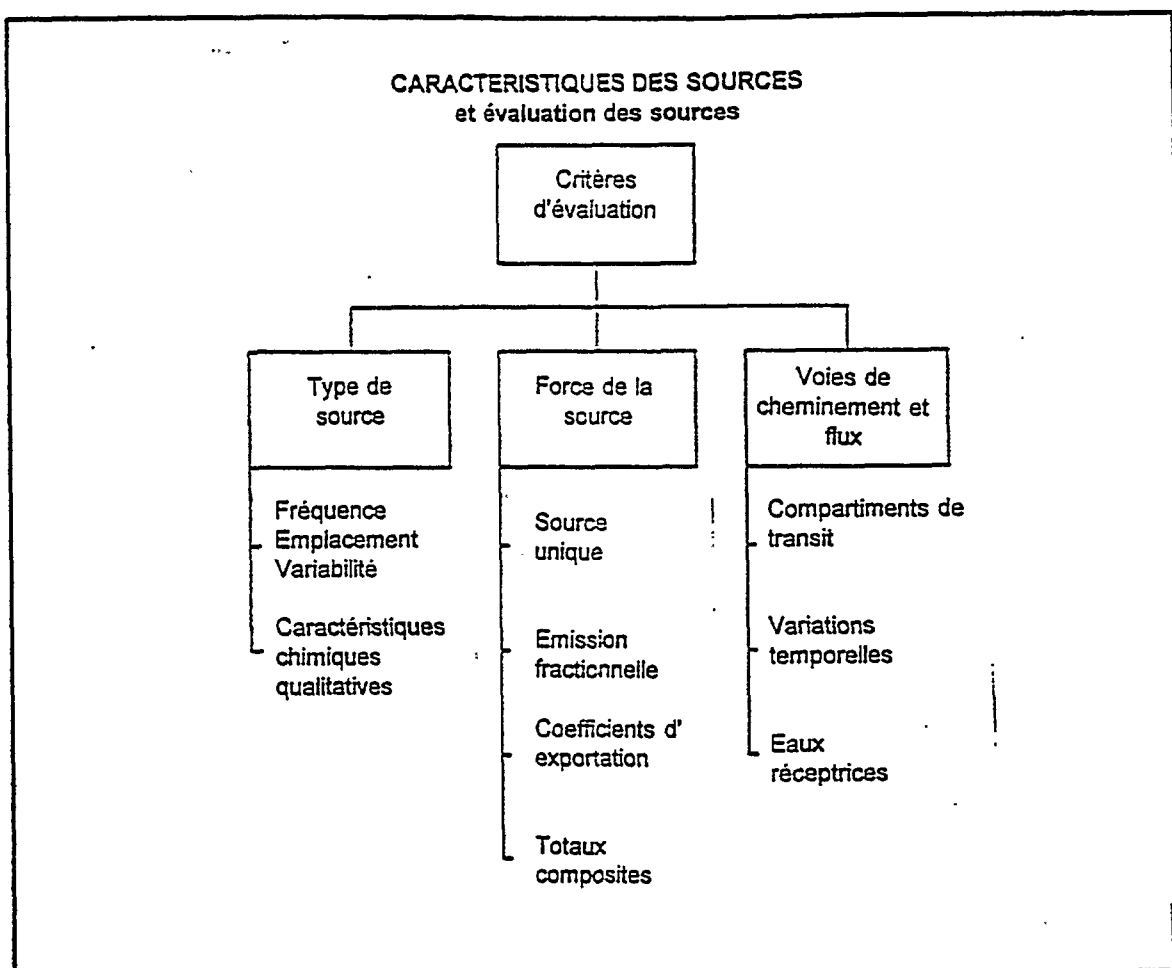 CARACTERISTIQUES DES SOURCES
et évaluation des sources
Critères
d'évaluation
Type de
source
Force de la
source
Voies de
cheminement et
flux
Fréquence
Emplacement
Variabilité
Caractéristiques
chimiques
qualitatives
Source
unique
Emission
fractionnelle
Coefficients d'
exportation
Totaux
composites
Compartiments de
transit
Variations
temporelles
Eaux
réceptrices